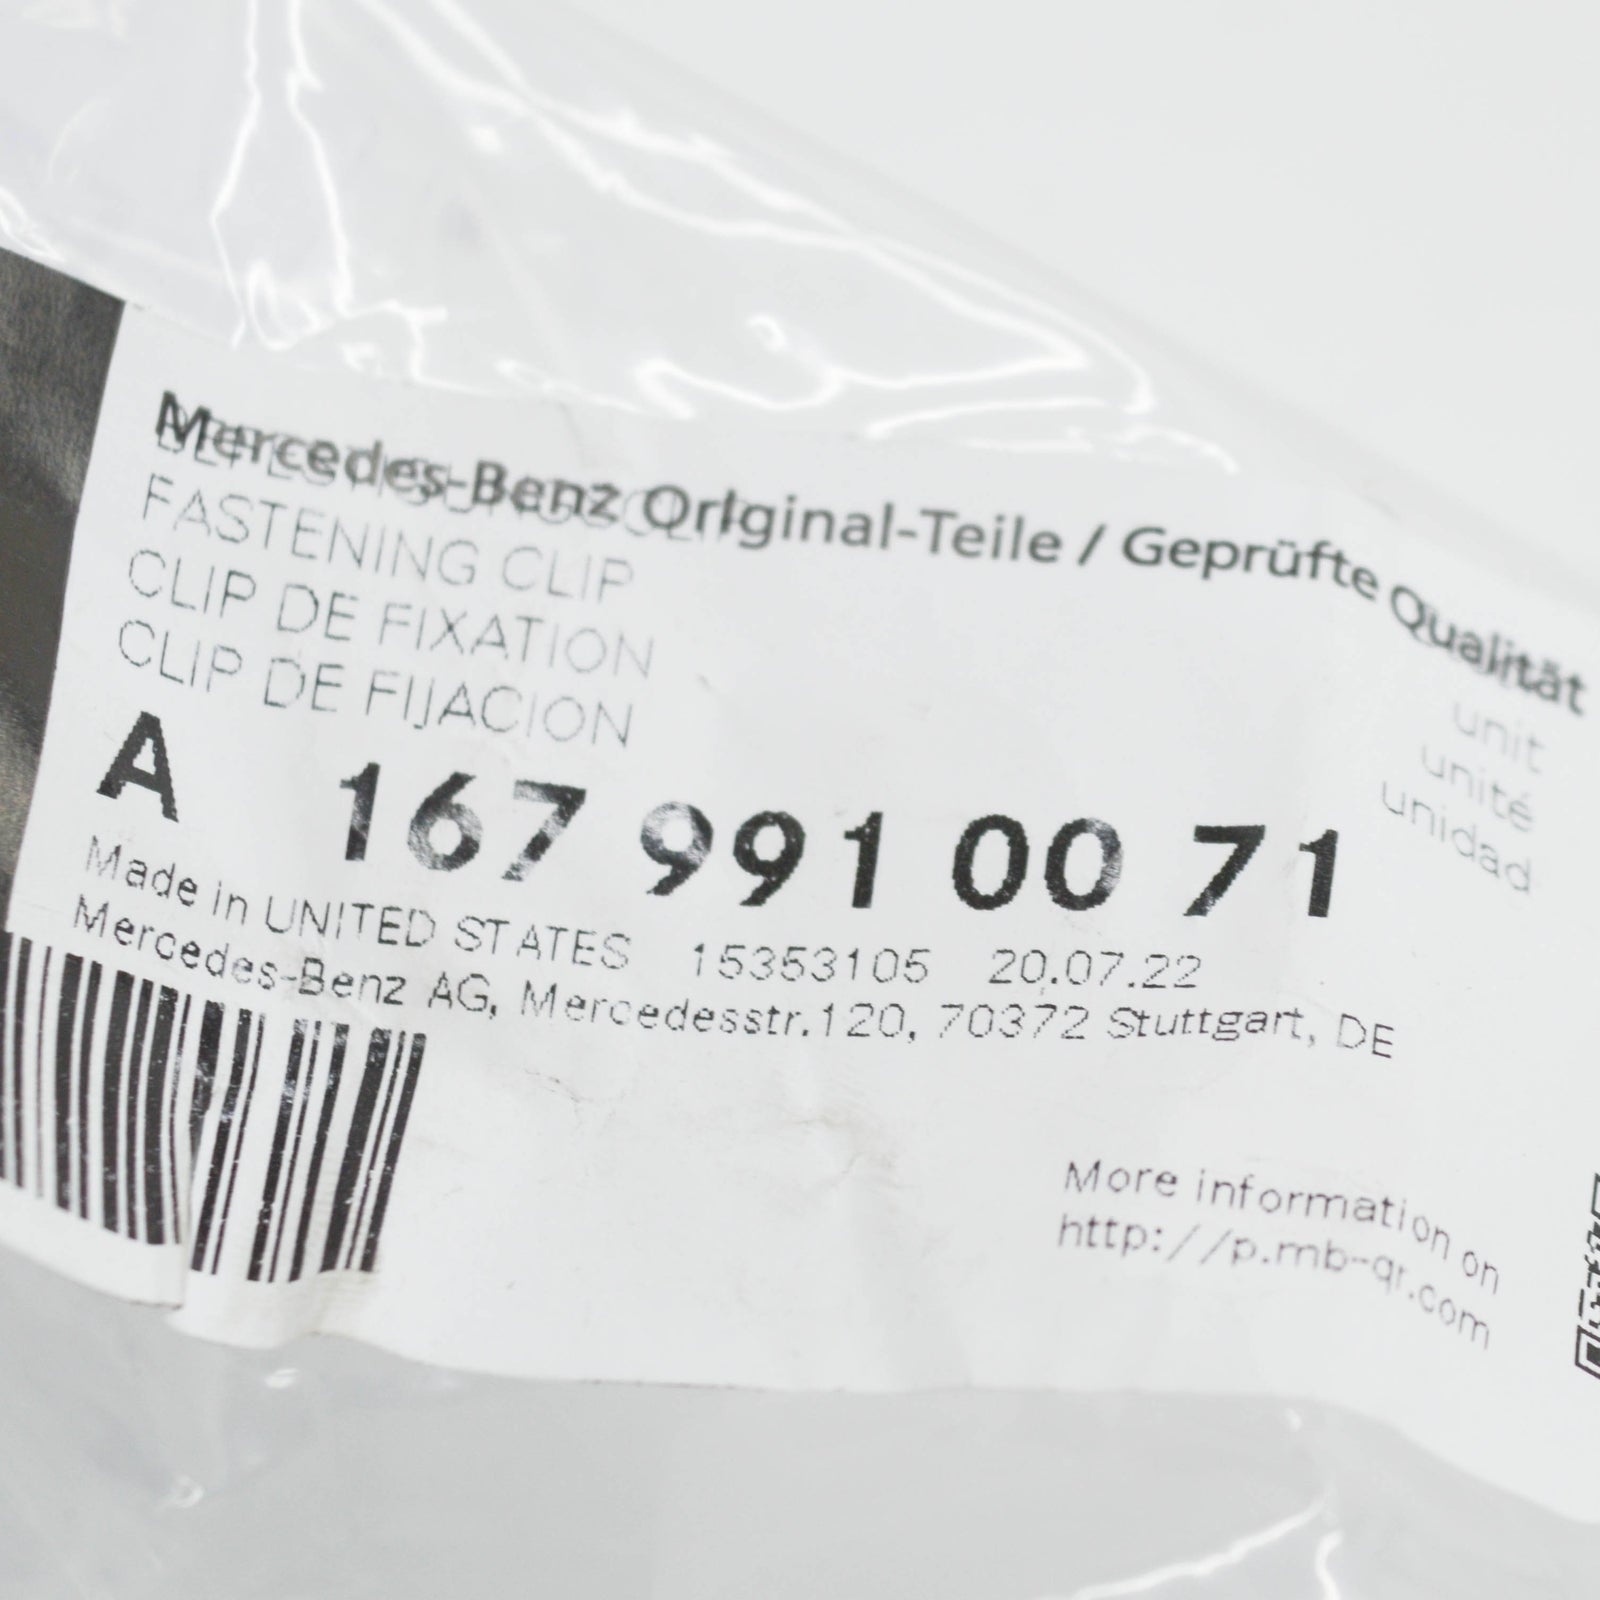 Mercedes-Benz Original-Teile / Geprüfte Qualität
FASTENING CLIP
CLIP DE FIXATION
CLIP DE FIJACION
unit
unité
unidad
A 167 991 00 71
Made in UNITED STATES 15353105 20.07.22
Mercedes-Benz AG, Mercedesstr.120, 70372 Stuttgart, DE
More information on
http://p.mb-qr.com